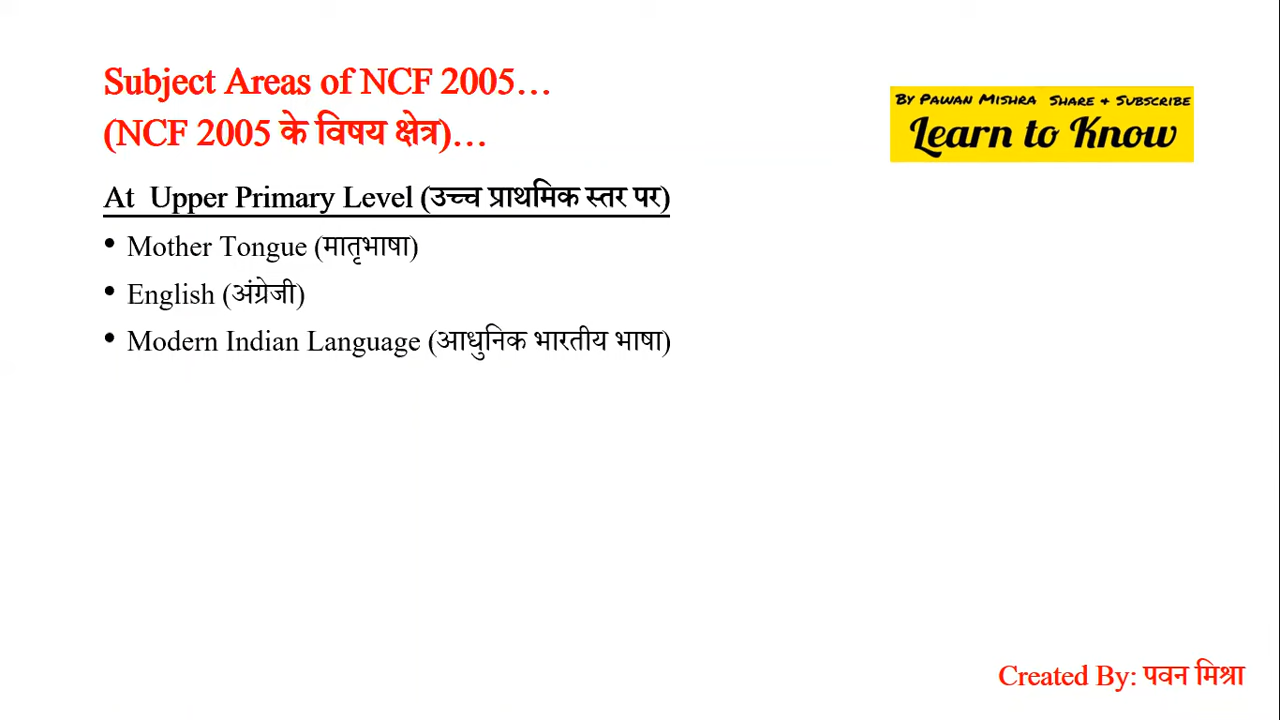 Subject Areas of NCF 2005...
(NCF 2005 के विषय क्षेत्र)...
By Pawan Mishra Share & Subscribe
Learn to Know
At Upper Primary Level (उच्च प्राथमिक स्तर पर)
• Mother Tongue (मातृभाषा)
• English (अंग्रेजी)
• Modern Indian Language (आधुनिक भारतीय भाषा)
Created By: पवन मिश्रा